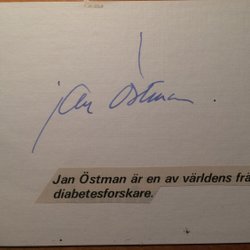 jan Östman.
Jan Östman är en av världens frä
diabetesforskare.